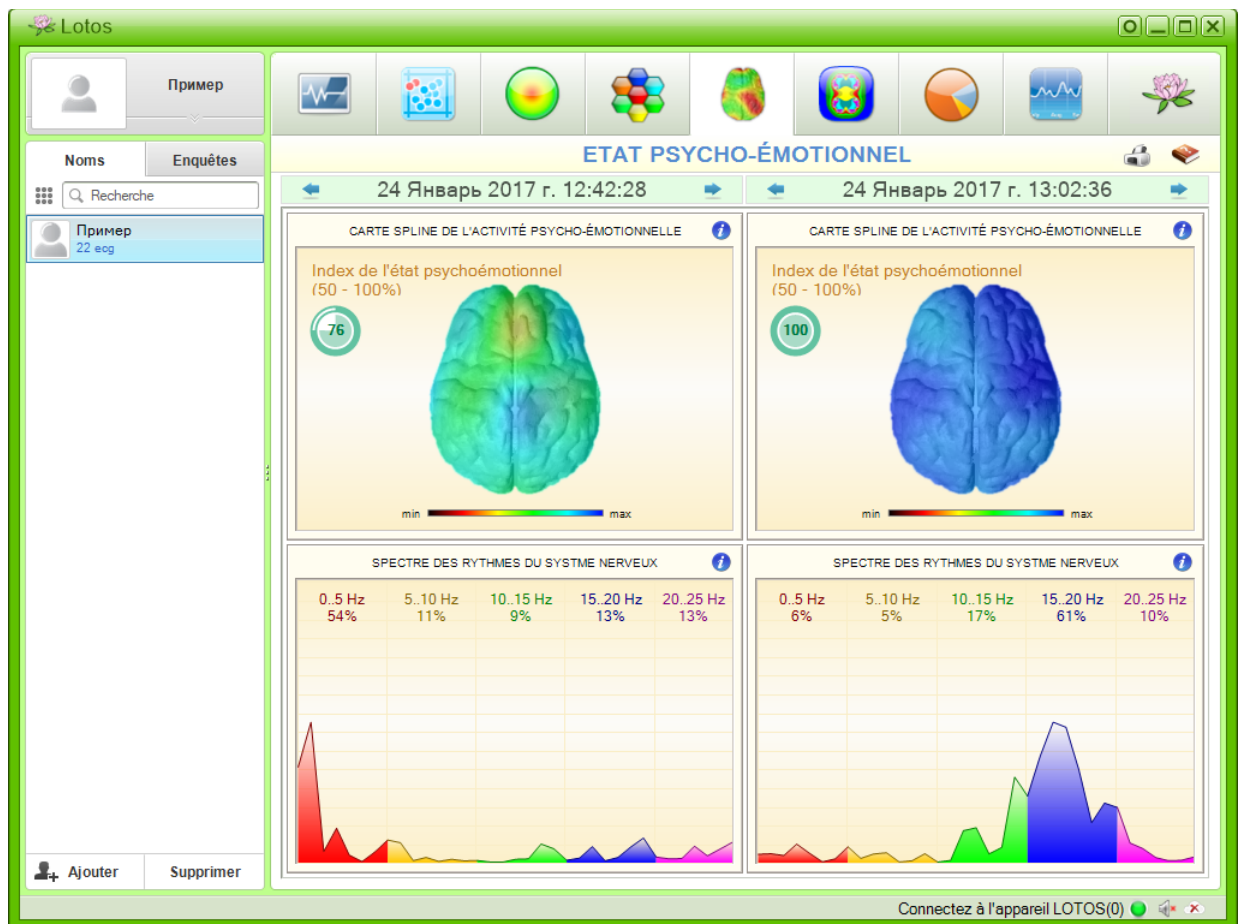 Lotos
Пример
Noms
Enquêtes
Recherche
Пример
22 ecg
Ajouter
Supprimer
ETAT PSYCHO-ÉMOTIONNEL
24 Январь 2017 г. 12:42:28
24 Январь 2017 г. 13:02:36
CARTE SPLINE DE L'ACTIVITÉ PSYCHO-ÉMOTIONNELLE
Index de l'état psychoémotionnel
(50 - 100%)
76
min
max
CARTE SPLINE DE L'ACTIVITÉ PSYCHO-ÉMOTIONNELLE
Index de l'état psychoémotionnel
(50 - 100%)
100
min
max
SPECTRE DES RYTHMES DU SYSTME NERVEUX
0..5 Hz 5..10 Hz 10..15 Hz 15..20 Hz 20..25 Hz
54% 11% 9% 13% 13%
SPECTRE DES RYTHMES DU SYSTME NERVEUX
0..5 Hz 5..10 Hz 10..15 Hz 15..20 Hz 20..25 Hz
6% 5% 17% 61% 10%
Connectez à l'appareil LOTOS(0)